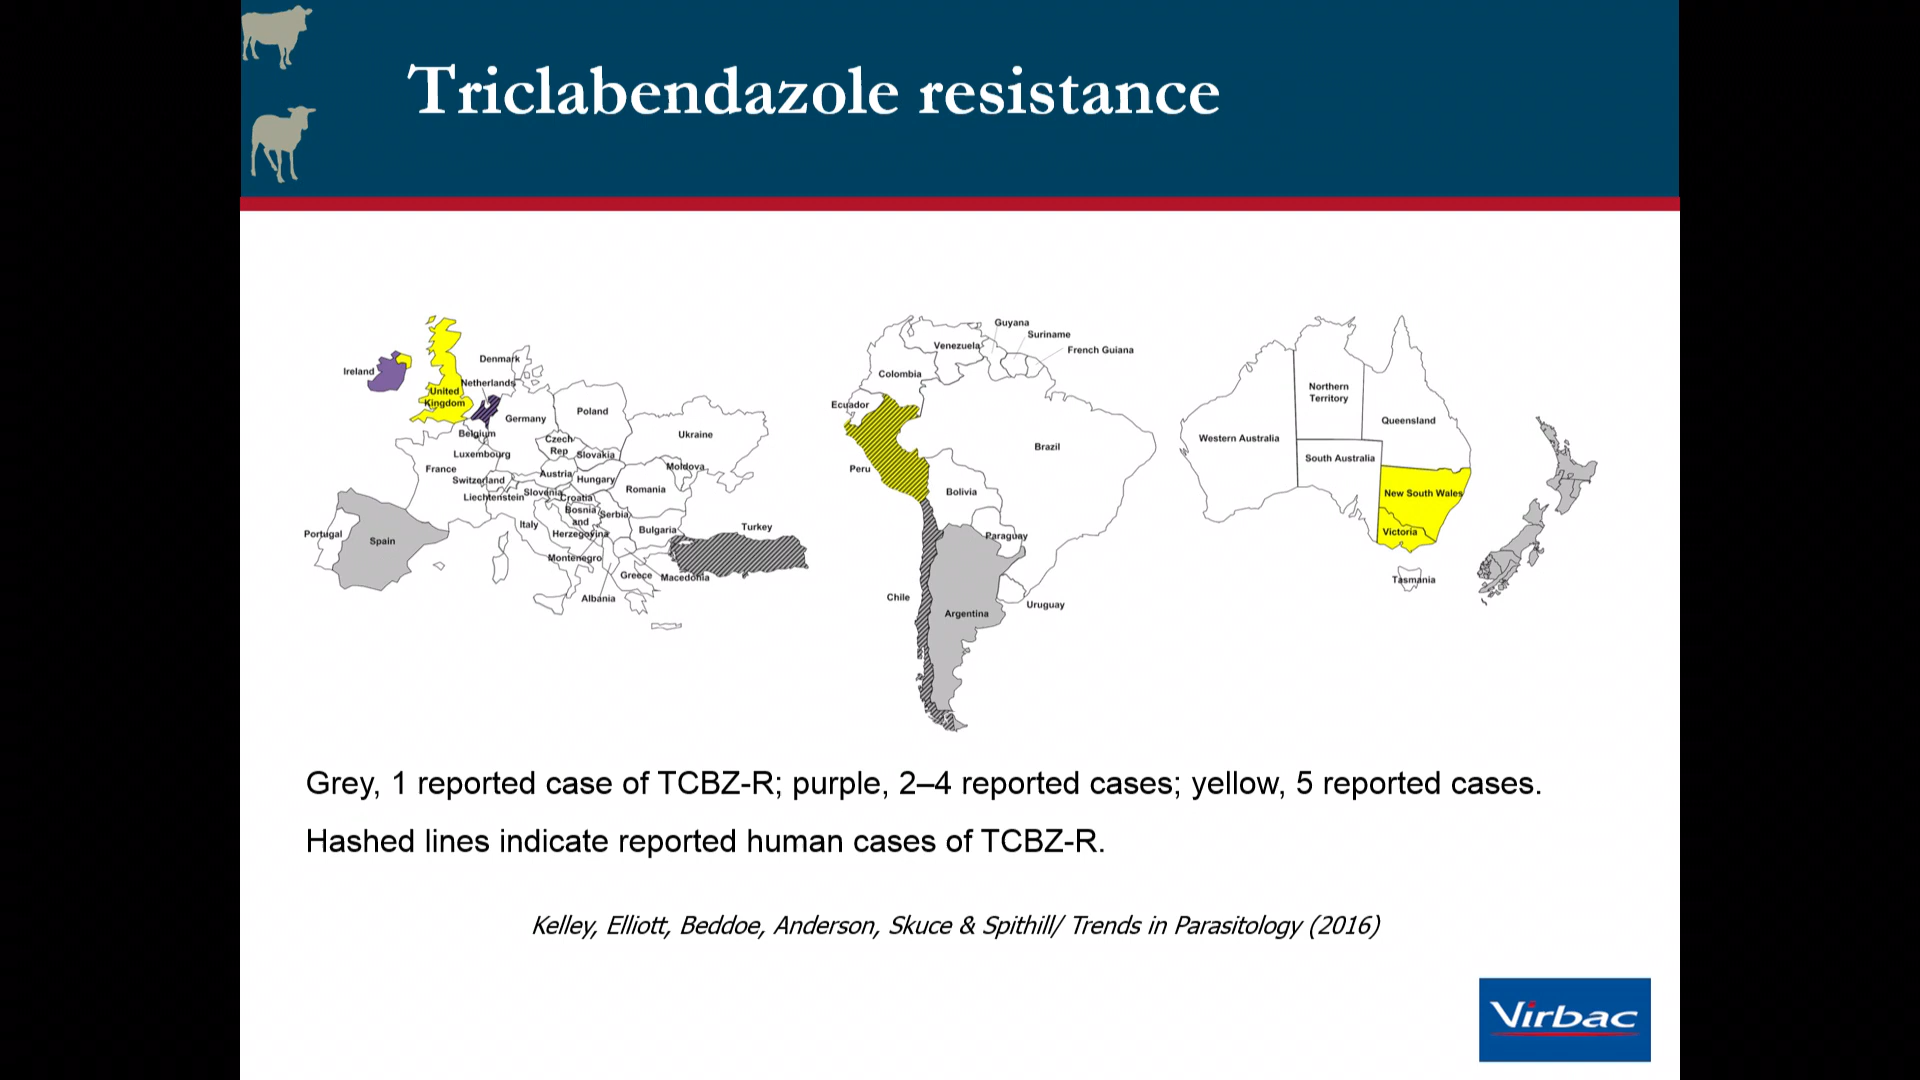 Triclabendazole resistance
Ireland
United
Kingdom
Denmark
Netherlands
Germany
Poland
Belgium
Luxembourg
Czech
Rep
Slovakia
Ukraine
France
Switzerland
Liechtenstein
Austria
Hungary
Moldova
Slovenia
Croatia
Romania
Bosnia
and
Herzegovina
Serbia
Italy
Bulgaria
Turkey
Portugal
Spain
Montenegro
Greece
Macedonia
Albania
Guyana
Suriname
French Guiana
Venezuela
Colombia
Ecuador
Brazil
Peru
Bolivia
Paraguay
Chile
Argentina
Uruguay
Northern
Territory
Queensland
Western Australia
South Australia
New South Wales
Victoria
Tasmania
Grey, 1 reported case of TCBZ-R; purple, 2–4 reported cases; yellow, 5 reported cases.
Hashed lines indicate reported human cases of TCBZ-R.
Kelley, Elliott, Beddoe, Anderson, Skuce & Spithill/ Trends in Parasitology (2016)
Virbac